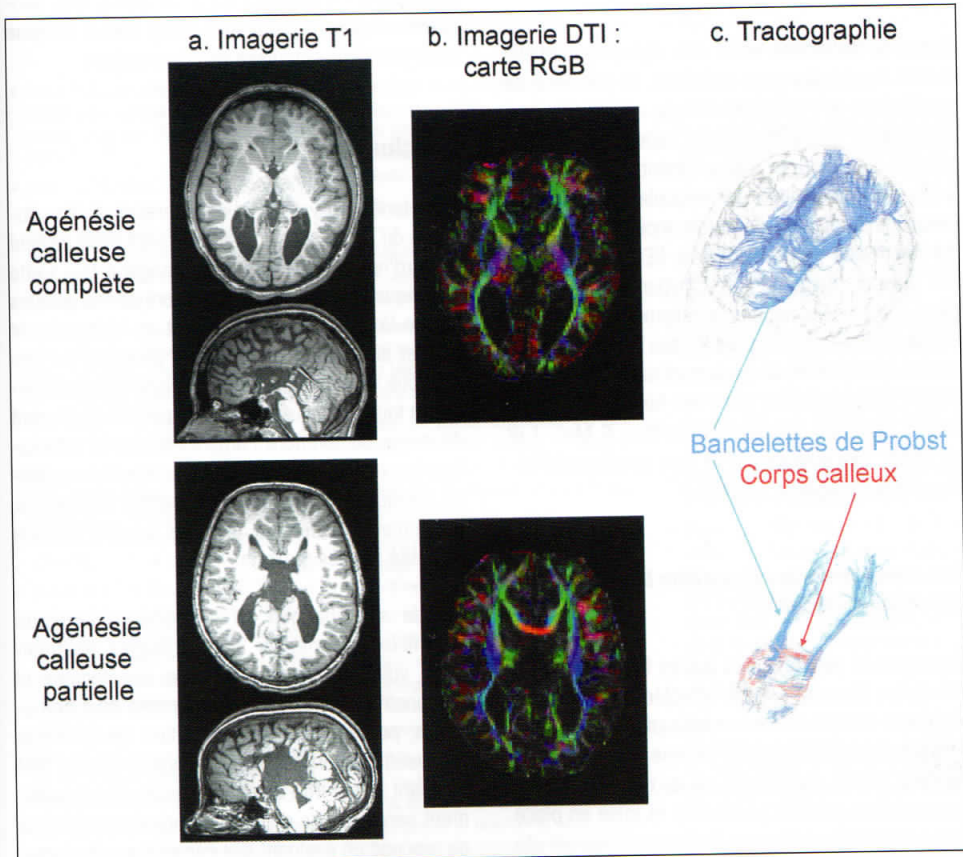 a. Imagerie T1
b. Imagerie DTI :
carte RGB
c. Tractographie
Agénésie
calleuse
complète
Bandelettes de Probst
Corps calleux
Agénésie
calleuse
partielle